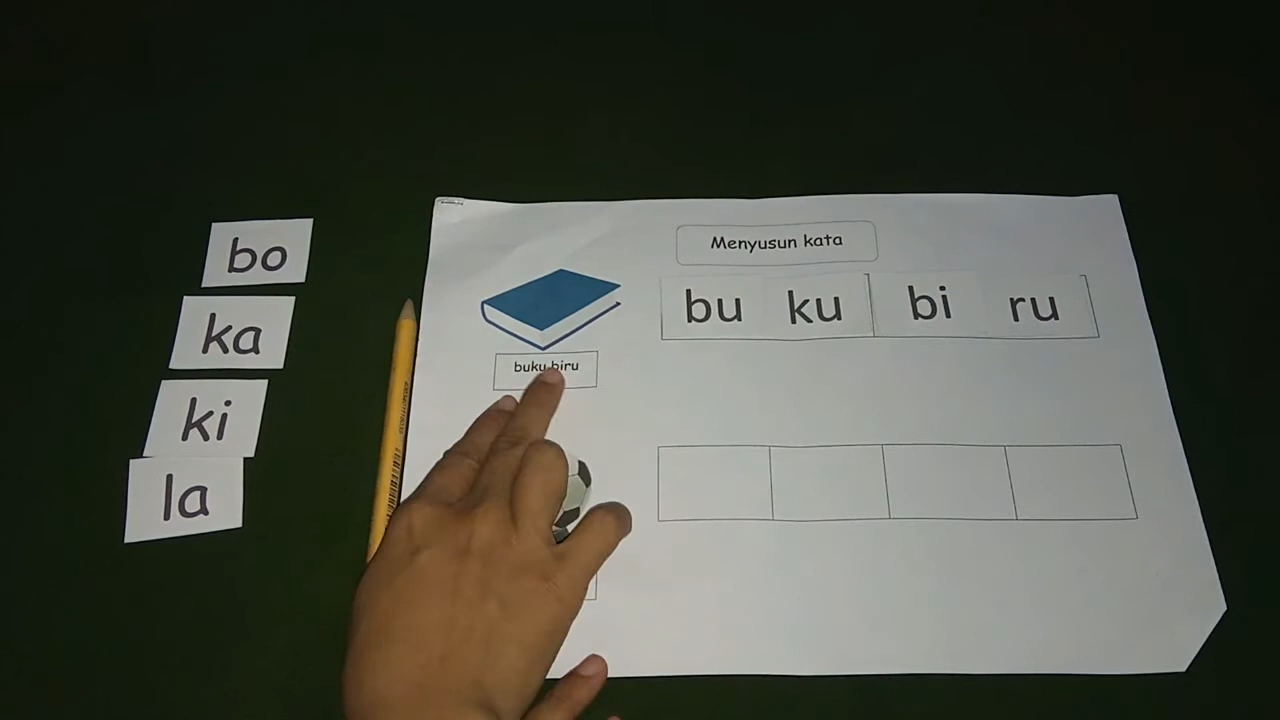 Menyusun kata
bu ku bi ru
buku biru
bo
ka
ki
la